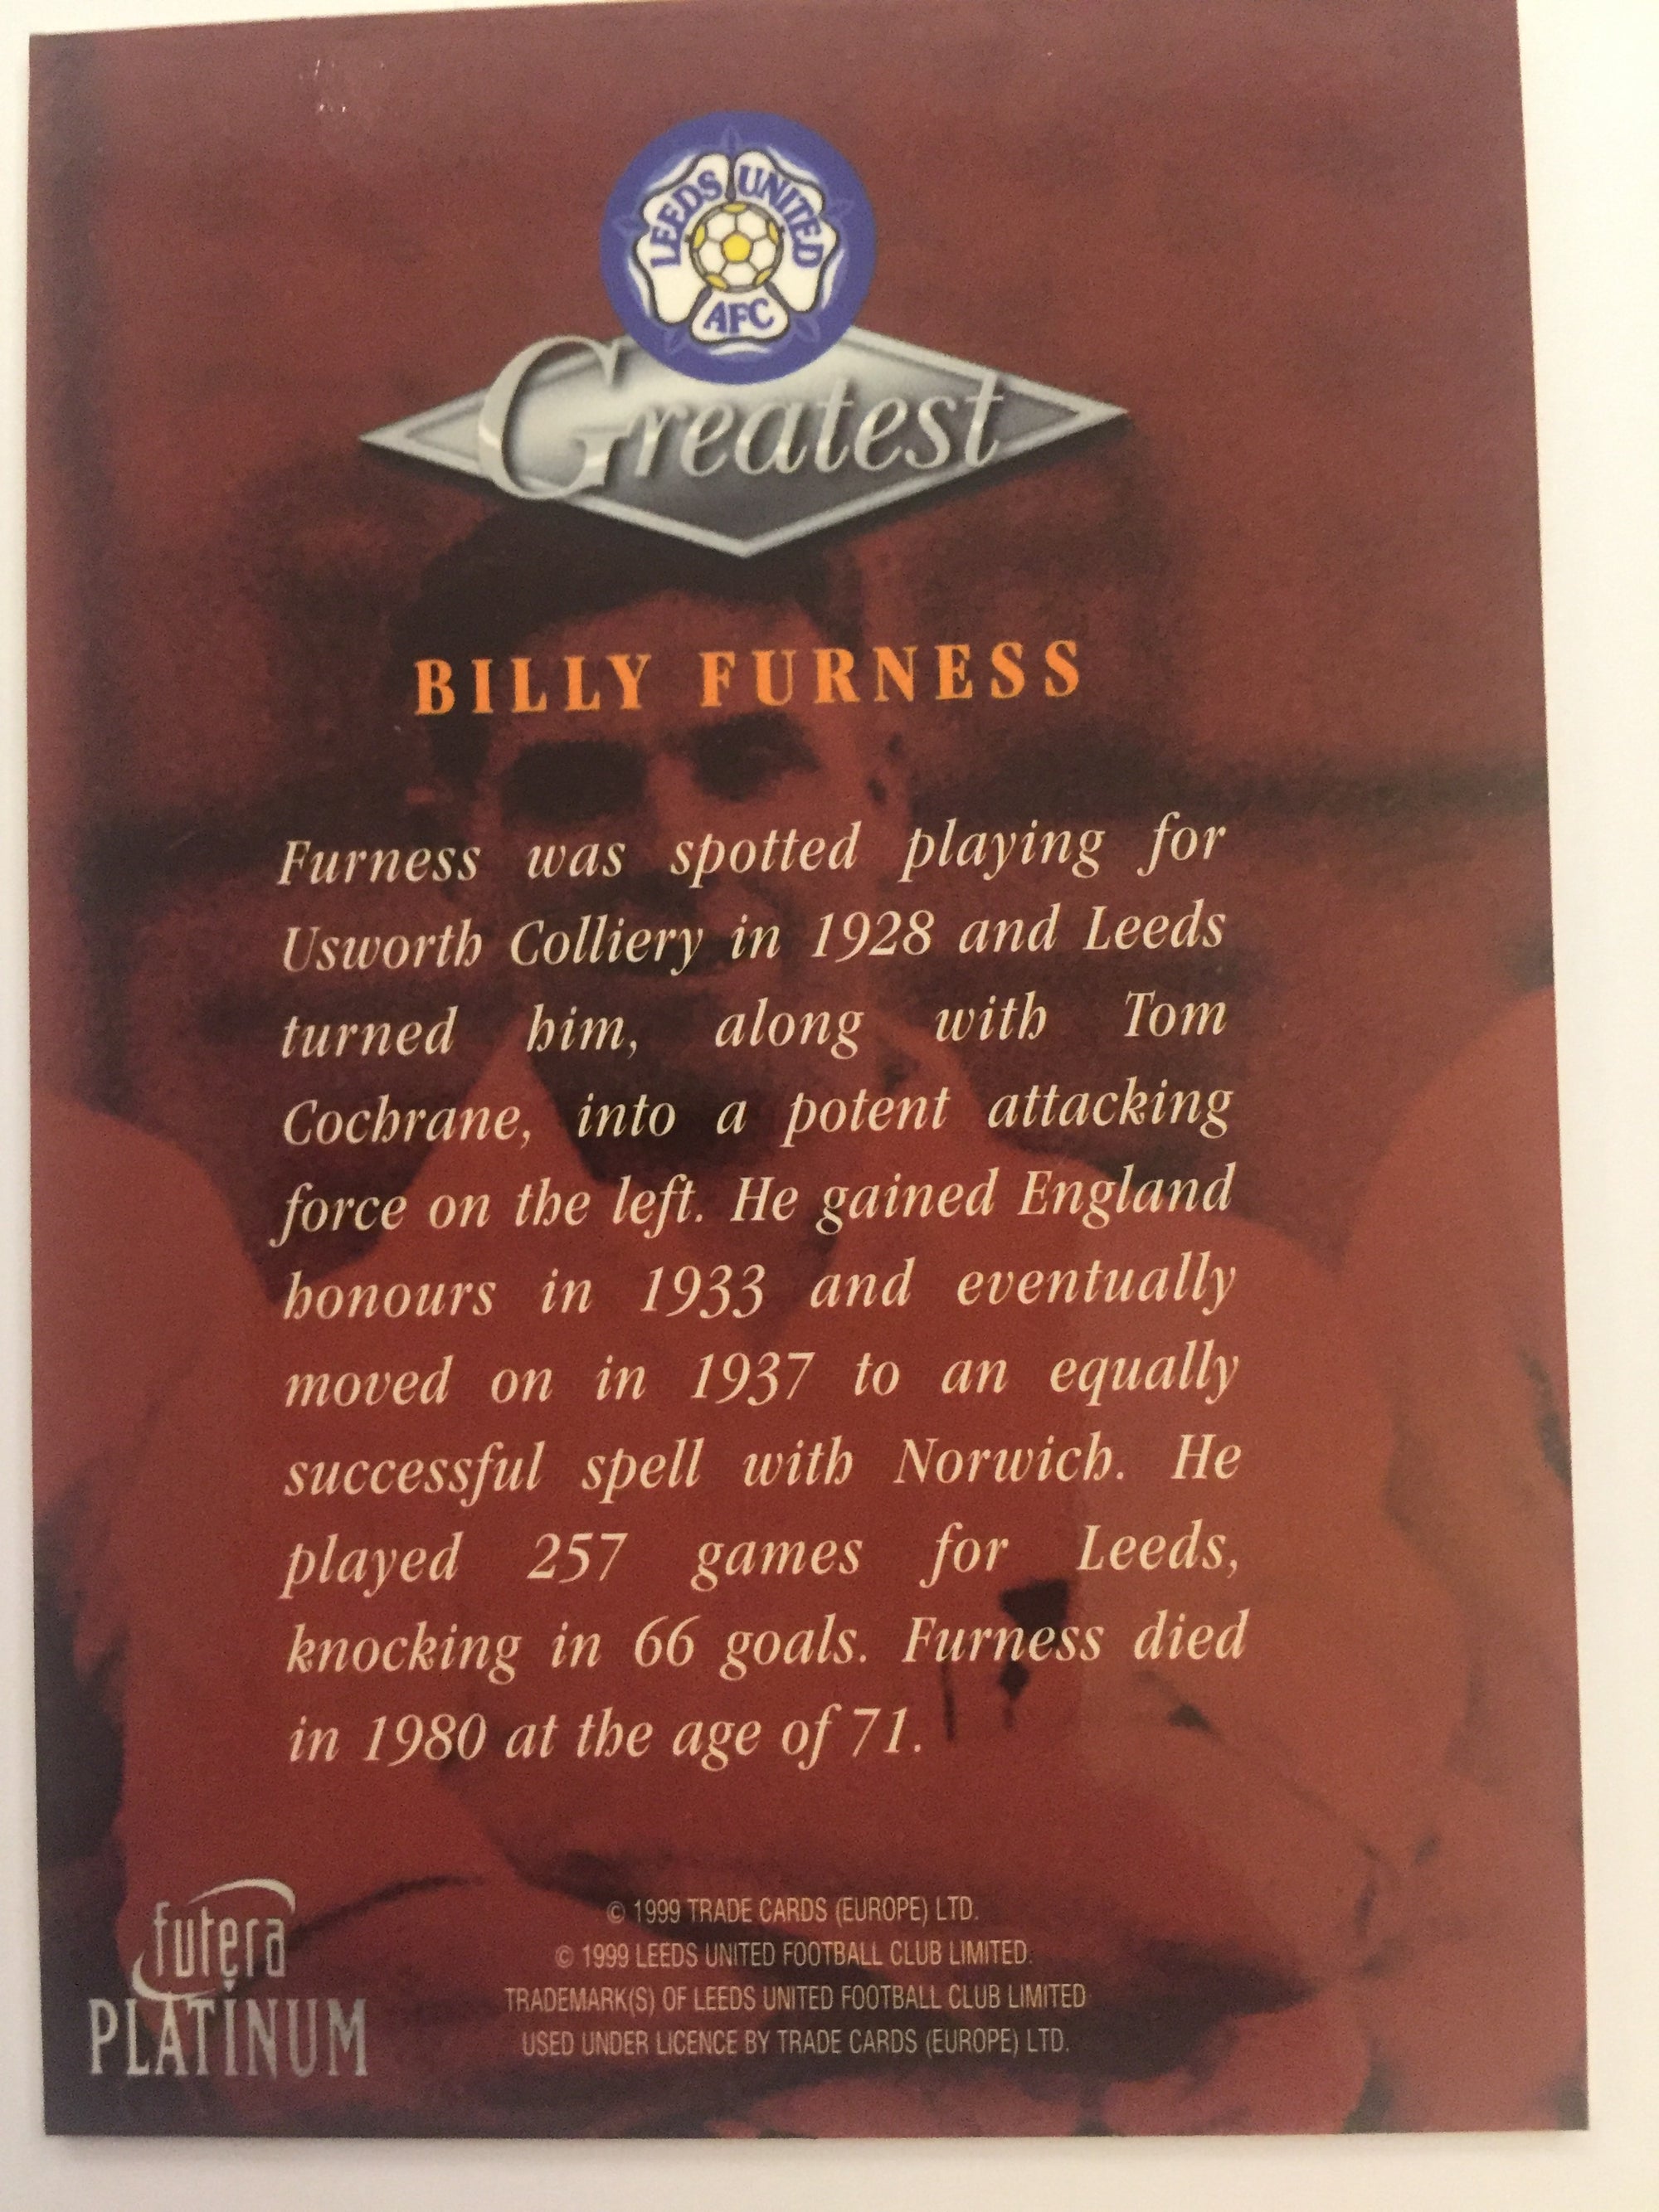 LEEDS UNITED
AFC
Greatest
BILLY FURNESS
Furness was spotted playing for
Usworth Colliery in 1928 and Leeds
turned him, along with Tom
Cochrane, into a potent attacking
force on the left. He gained England
honours in 1933 and eventually
moved on in 1937 to an equally
successful spell with Norwich. He
played 257 games for Leeds,
knocking in 66 goals. Furness died
in 1980 at the age of 71.
futera
PLATINUM
© 1999 TRADE CARDS (EUROPE) LTD.
© 1999 LEEDS UNITED FOOTBALL CLUB LIMITED.
TRADEMARK(S) OF LEEDS UNITED FOOTBALL CLUB LIMITED
USED UNDER LICENCE BY TRADE CARDS (EUROPE) LTD.